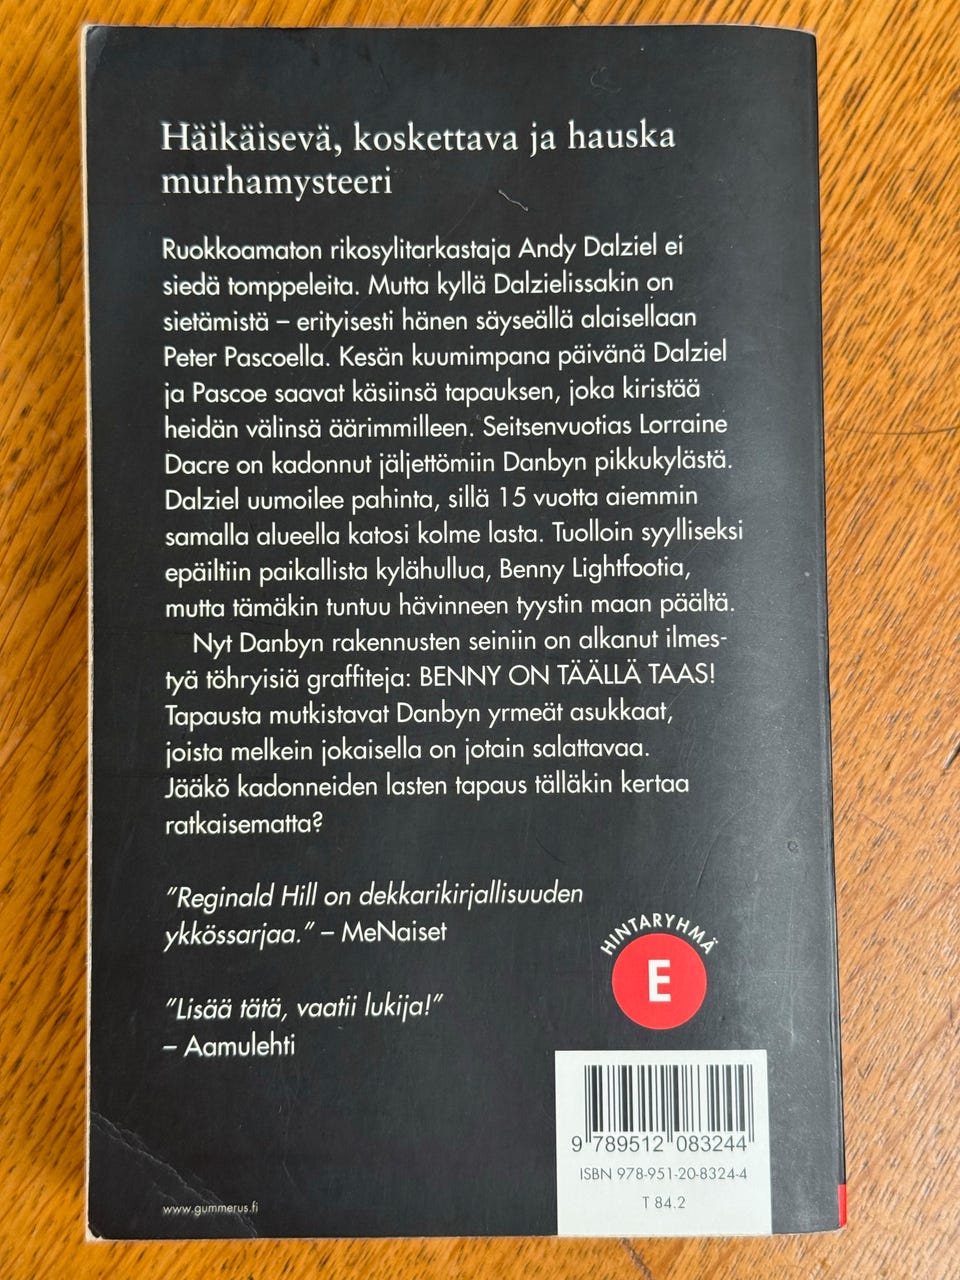 Häikäisevä, koskettava ja hauska
murhamysteeri
Ruokkoamaton rikosylitarkastaja Andy Dalziel ei
siedä tomppeleita. Mutta kyllä Dalzielissakin on
sietämistä – erityisesti hänen säyseällä alaisellaan
Peter Pascoella. Kesän kuumimpana päivänä Dalziel
ja Pascoe saavat käsiinsä tapauksen, joka kiristää
heidän välinsä äärimmilleen. Seitsenvuotias Lorraine
Dacre on kadonnut jäljettömiin Danbyn pikkukylästä.
Dalziel uumoilee pahinta, sillä 15 vuotta aiemmin
samalla alueella katosi kolme lasta. Tuolloin syylliseksi
epäiltiin paikallista kylähullua, Benny Lightfootia,
mutta tämäkin tuntuu hävinneen tyystin maan päältä.
Nyt Danbyn rakennusten seiniin on alkanut ilmes-
tyä töhryisiä graffiteja: BENNY ON TÄÄLLÄ TAAS!
Tapausta mutkistavat Danbyn yrmeät asukkaat,
joista melkein jokaisella on jotain salattavaa.
Jääkö kadonneiden lasten tapaus tälläkin kertaa
ratkaisematta?
”Reginald Hill on dekkarikirjallisuuden
ykkössarjaa.” – MeNaiset
”Lisää tätä, vaatii lukija!”
– Aamulehti
HINTARYHMÄ
E
9 789512 083244
ISBN 978-951-20-8324-4
T 84.2
www.gummerus.fi